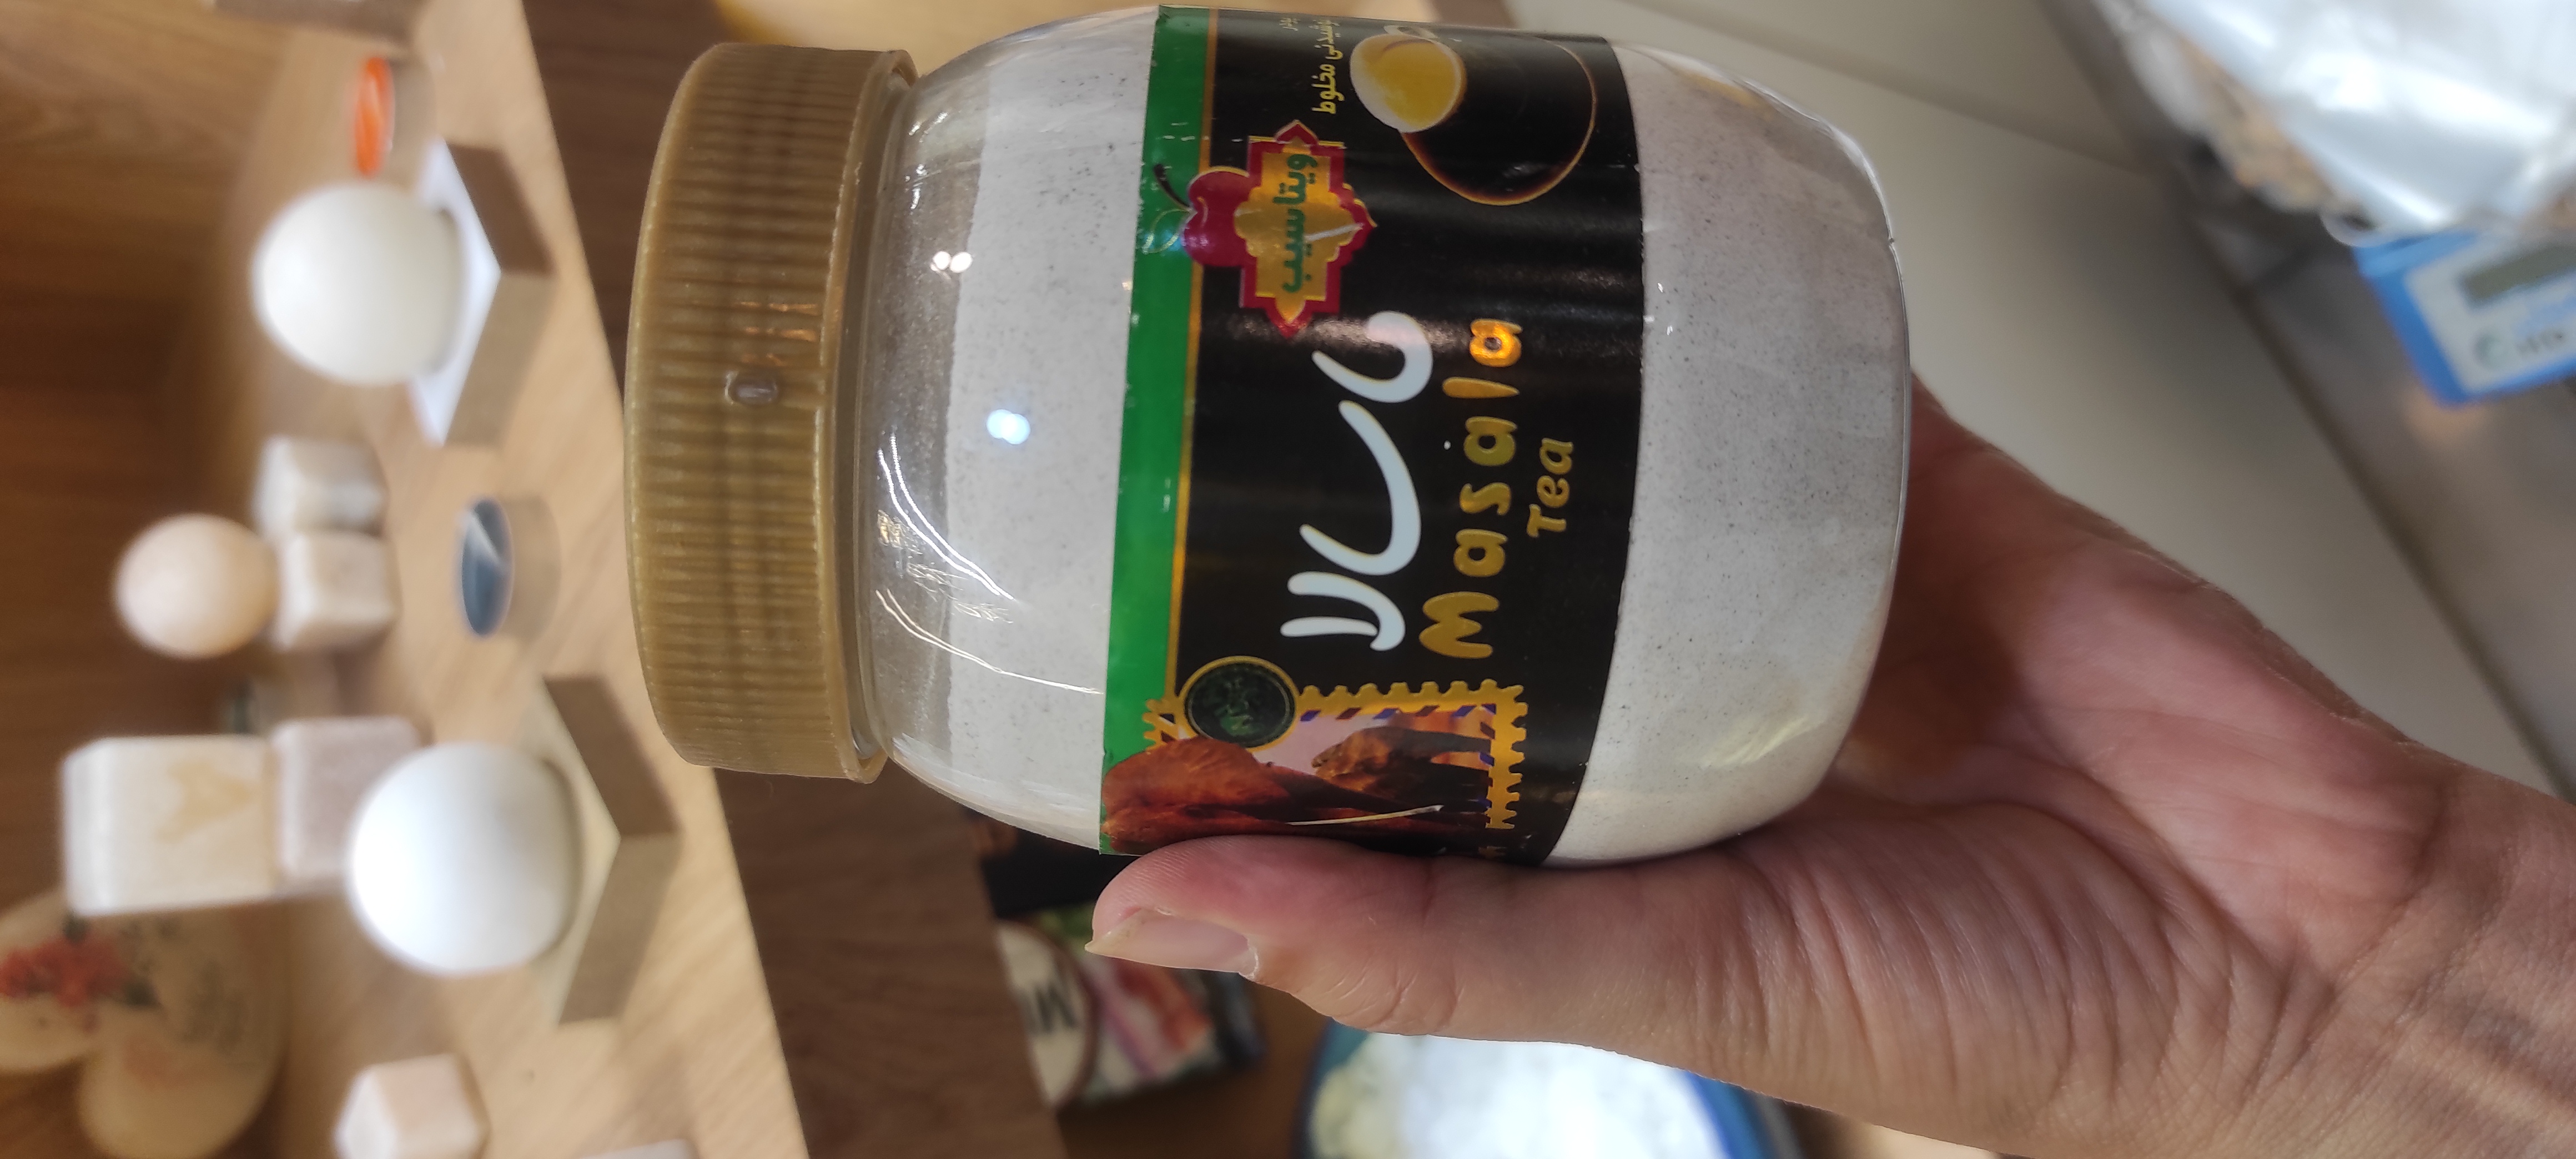 پودر
نوشیدنی مخلوط
ویتاسیب
ماسالا
Masala
Tea